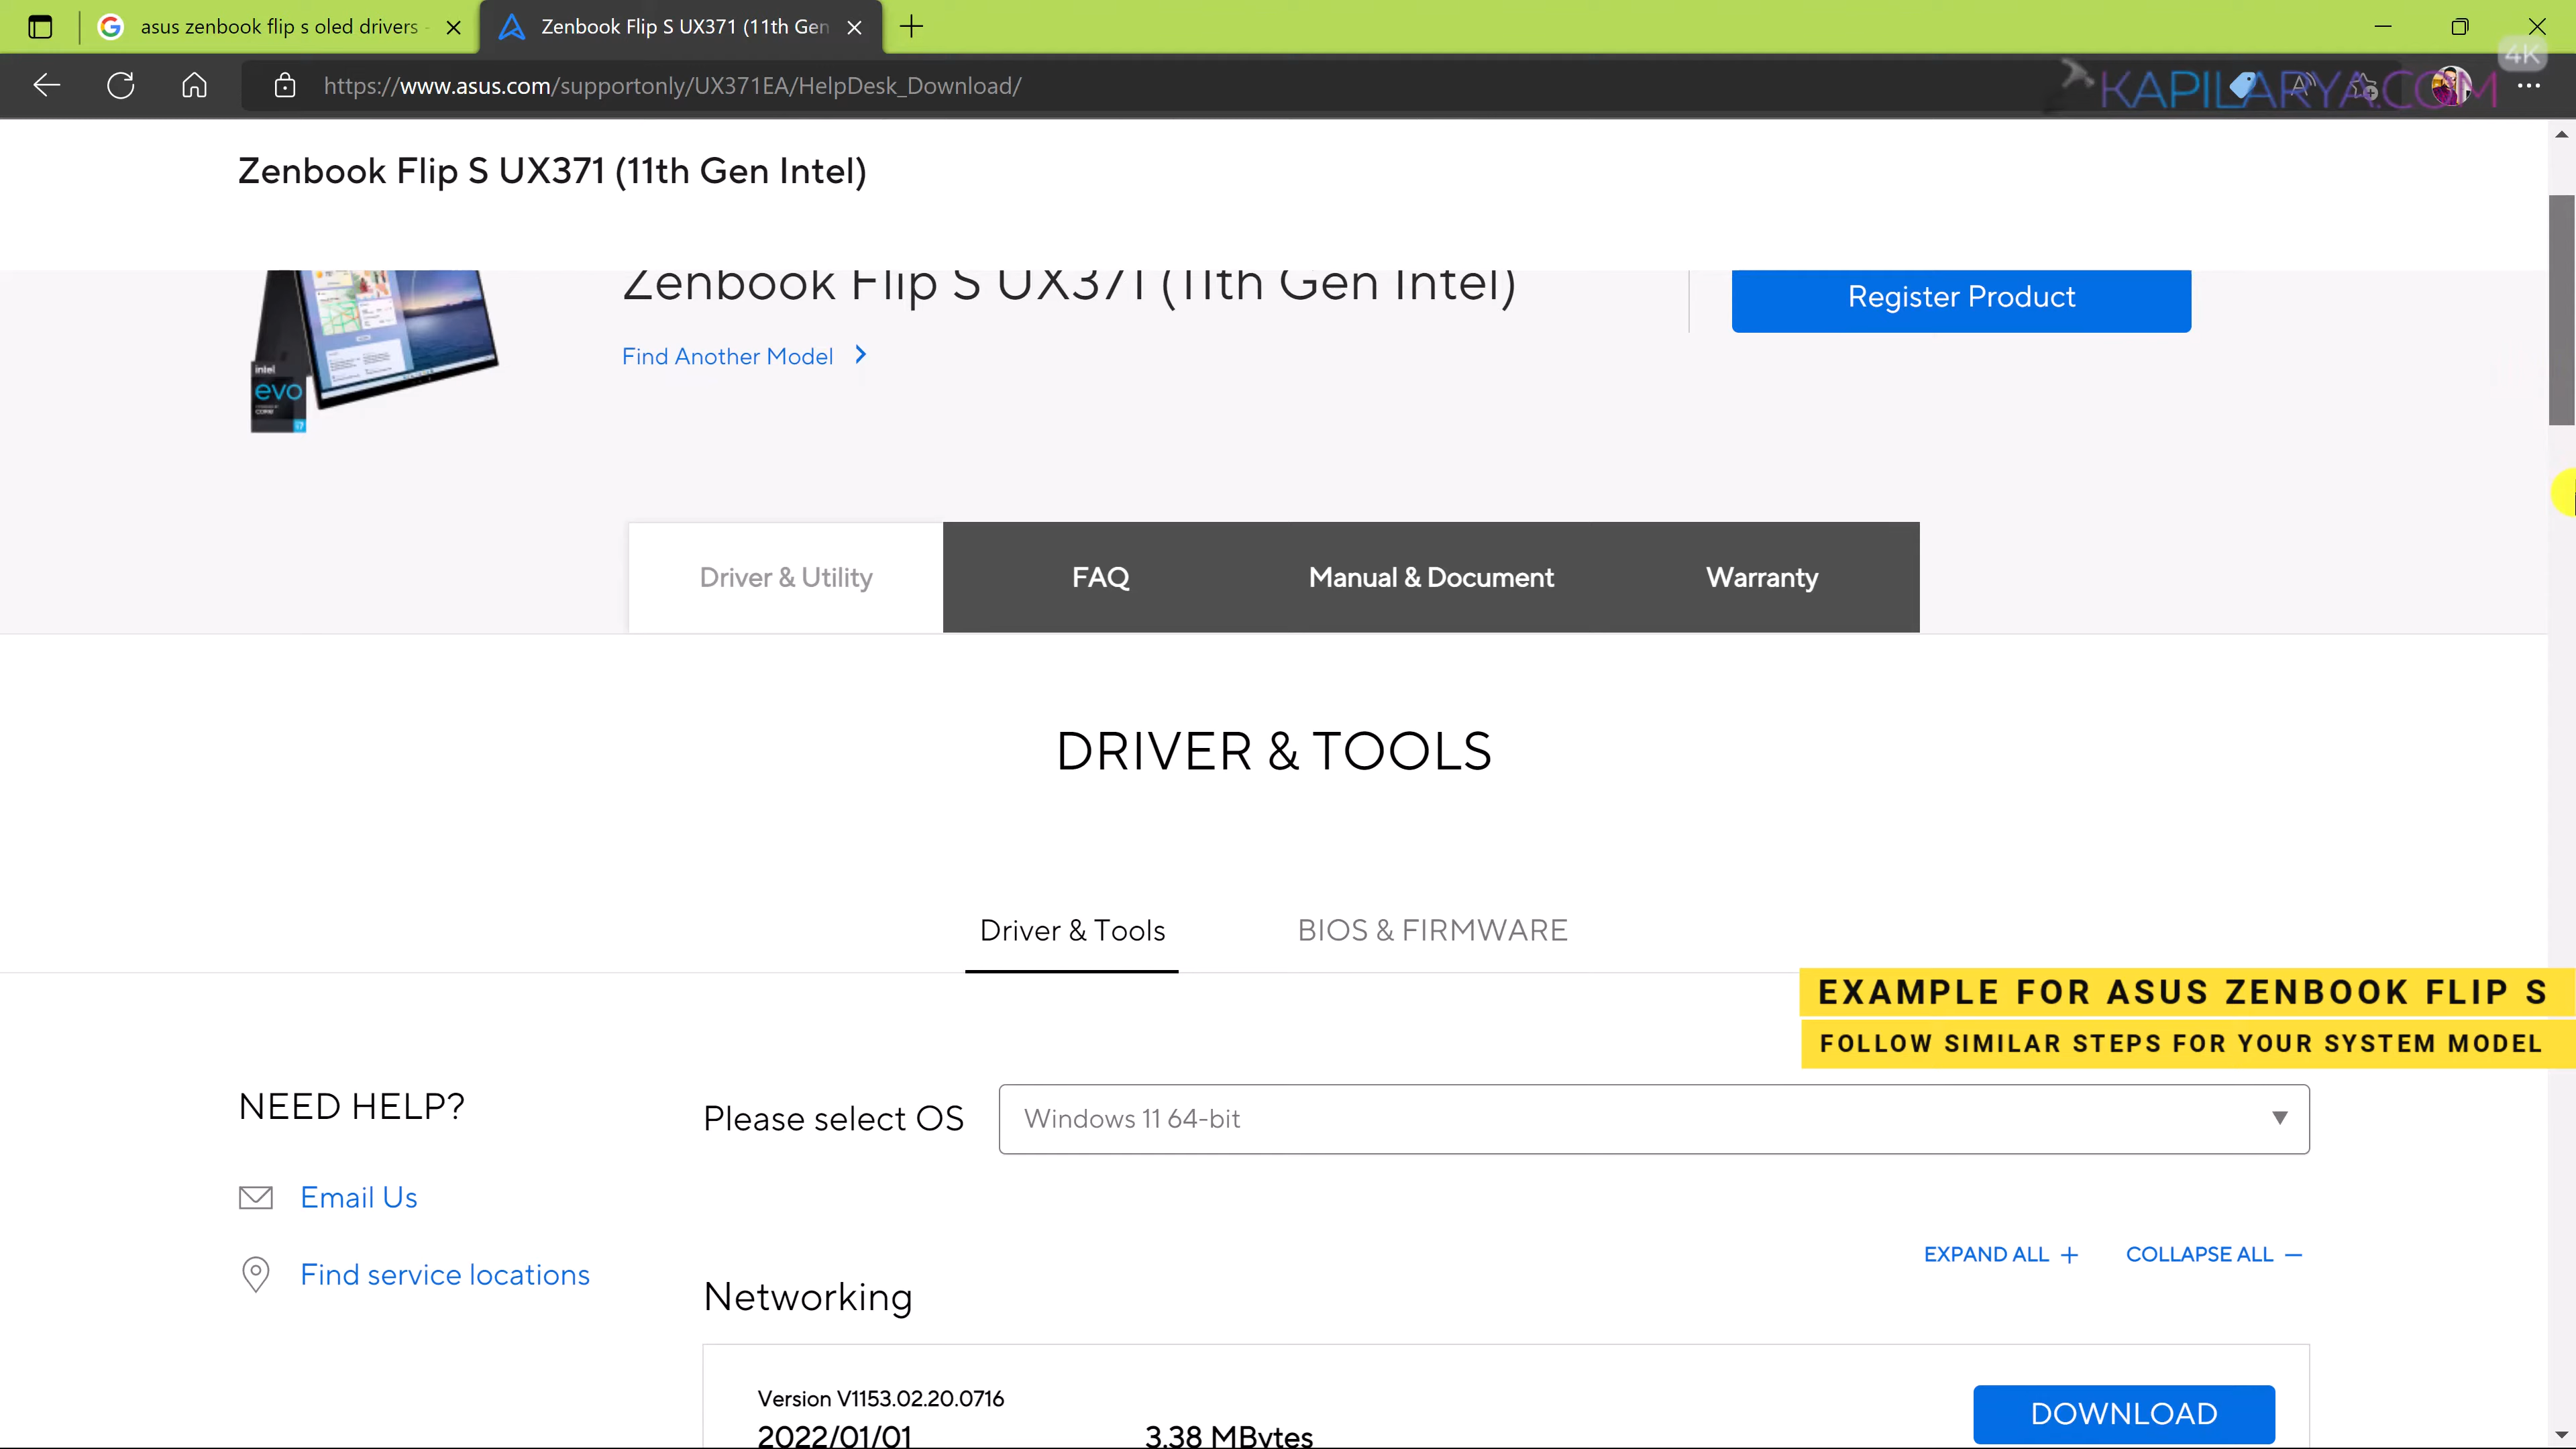 asus zenbook flip s oled drivers -
Zenbook Flip S UX371 (11th Gen
4K
https://www.asus.com/supportonly/UX371EA/HelpDesk_Download/
KAPILARYA.COM
Zenbook Flip S UX371 (11th Gen Intel)
Zenbook Flip S UX371 (11th Gen Intel)
Register Product
Find Another Model
intel
evo
CORE
i7
Driver & Utility
FAQ
Manual & Document
Warranty
DRIVER & TOOLS
Driver & Tools
BIOS & FIRMWARE
EXAMPLE FOR ASUS ZENBOOK FLIP S
FOLLOW SIMILAR STEPS FOR YOUR SYSTEM MODEL
NEED HELP?
Please select OS
Windows 11 64-bit
Email Us
EXPAND ALL +
COLLAPSE ALL −
Find service locations
Networking
Version V1153.02.20.0716
DOWNLOAD
2022/01/01
3.38 MBytes